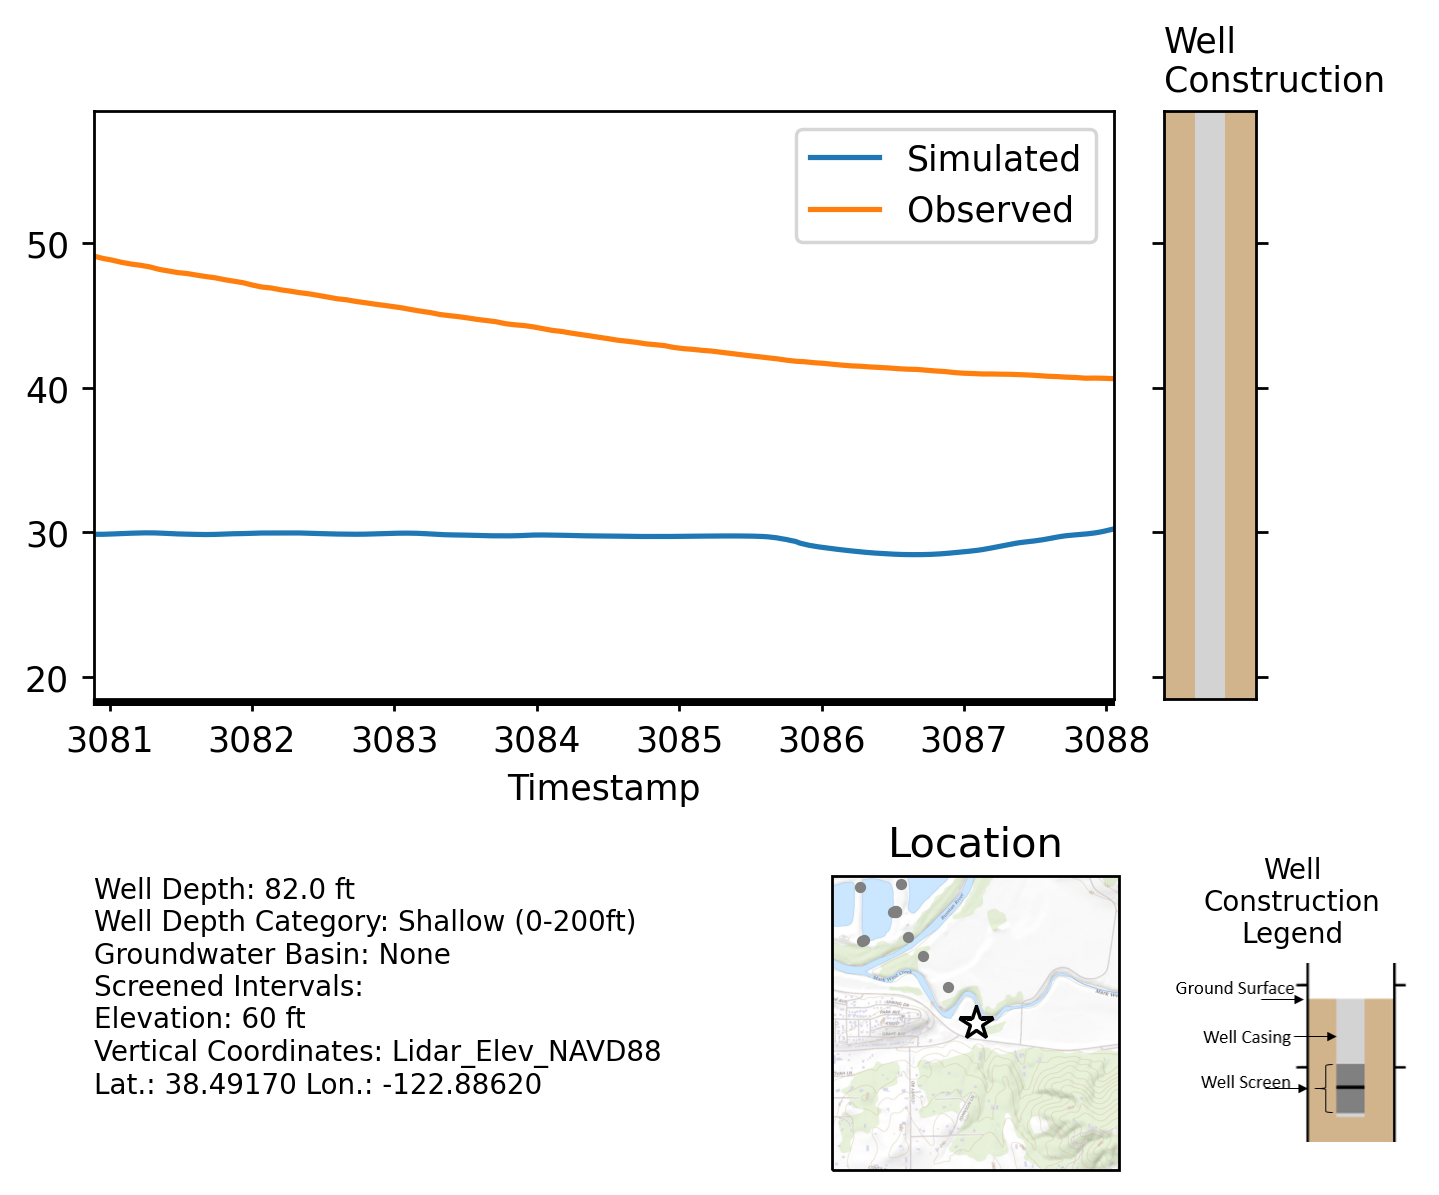 Well
Construction
Simulated
Observed
50
40
30
20
3081 3082 3083 3084 3085 3086 3087 3088
Timestamp
Well Depth: 82.0 ft
Well Depth Category: Shallow (0-200ft)
Groundwater Basin: None
Screened Intervals:
Elevation: 60 ft
Vertical Coordinates: Lidar_Elev_NAVD88
Lat.: 38.49170 Lon.: -122.88620
Location
Well
Construction
Legend
Ground Surface
Well Casing
Well Screen